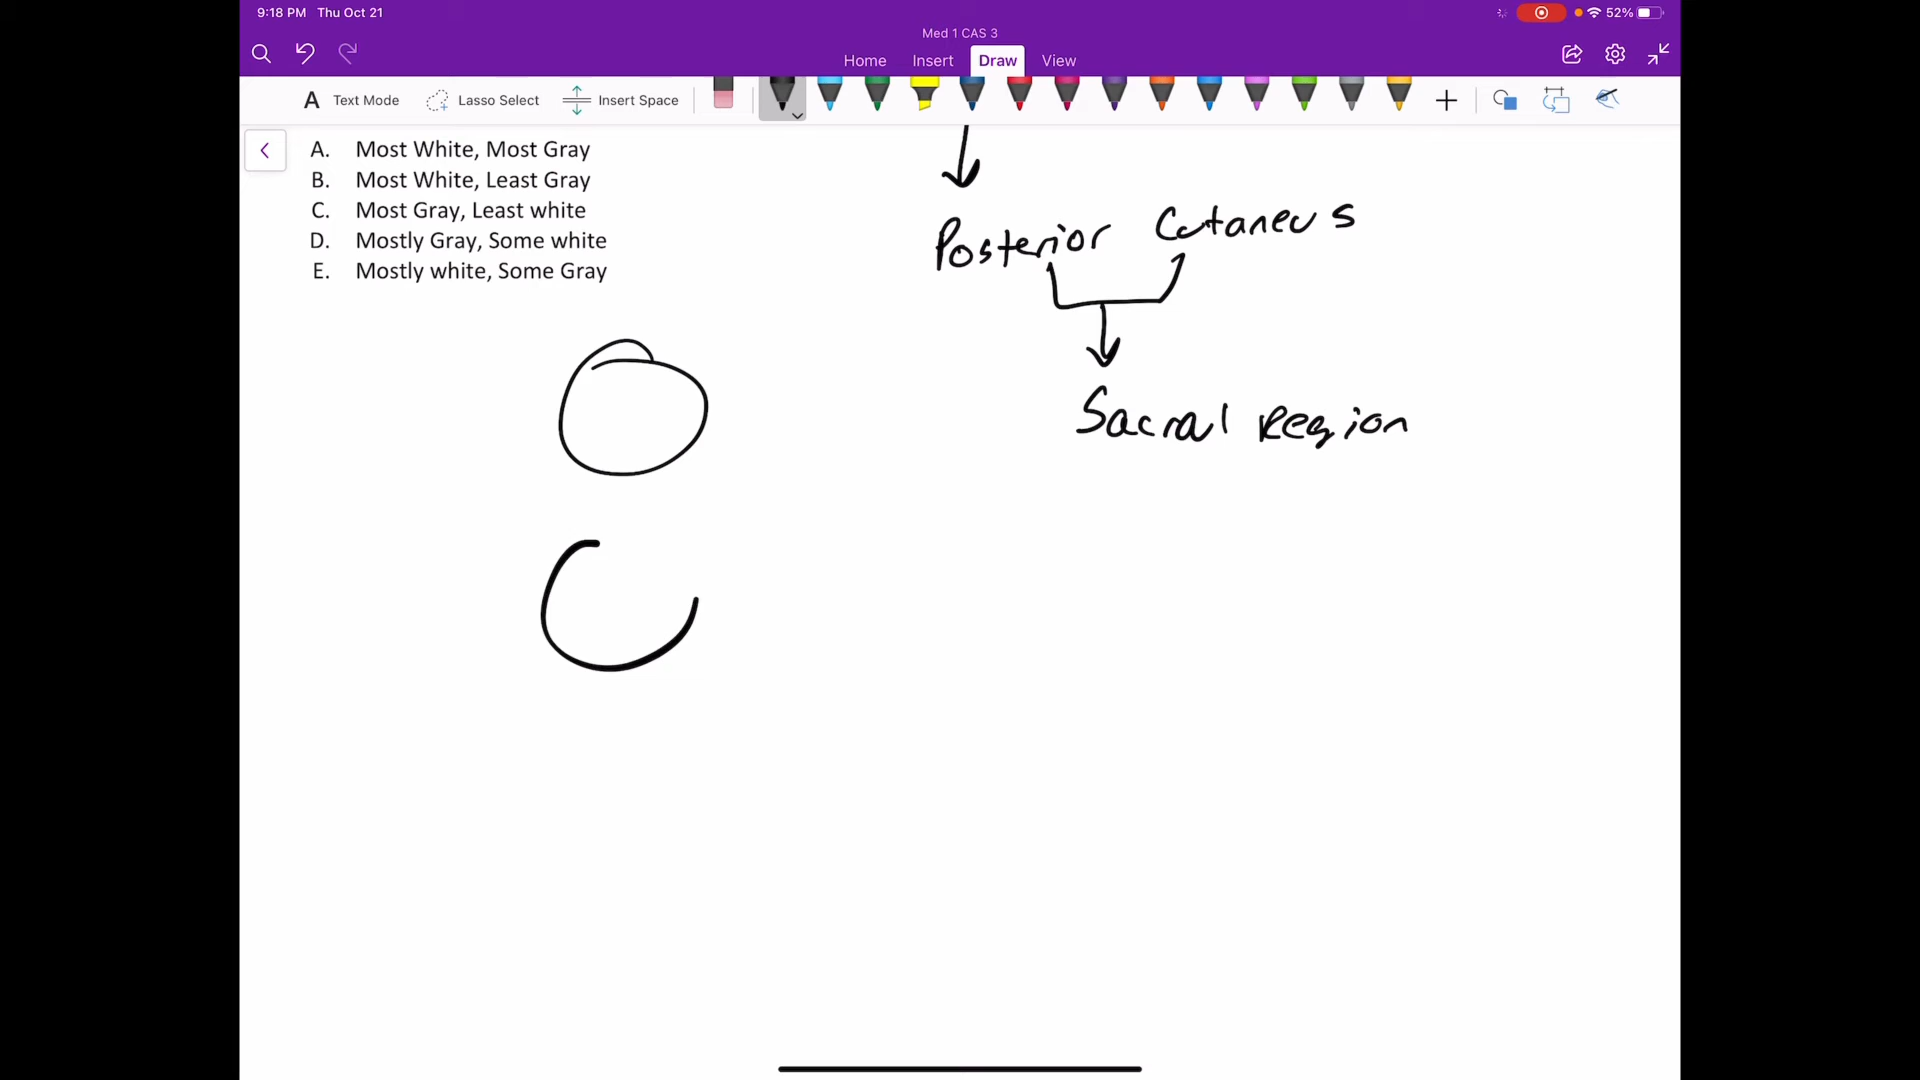 9:18 PM Thu Oct 21
52%
Med 1 CAS 3
Home Insert Draw View
A Text Mode Lasso Select Insert Space
A. Most White, Most Gray
B. Most White, Least Gray
C. Most Gray, Least white
D. Mostly Gray, Some white
E. Mostly white, Some Gray
Posterior Cutaneus
Sacral Region